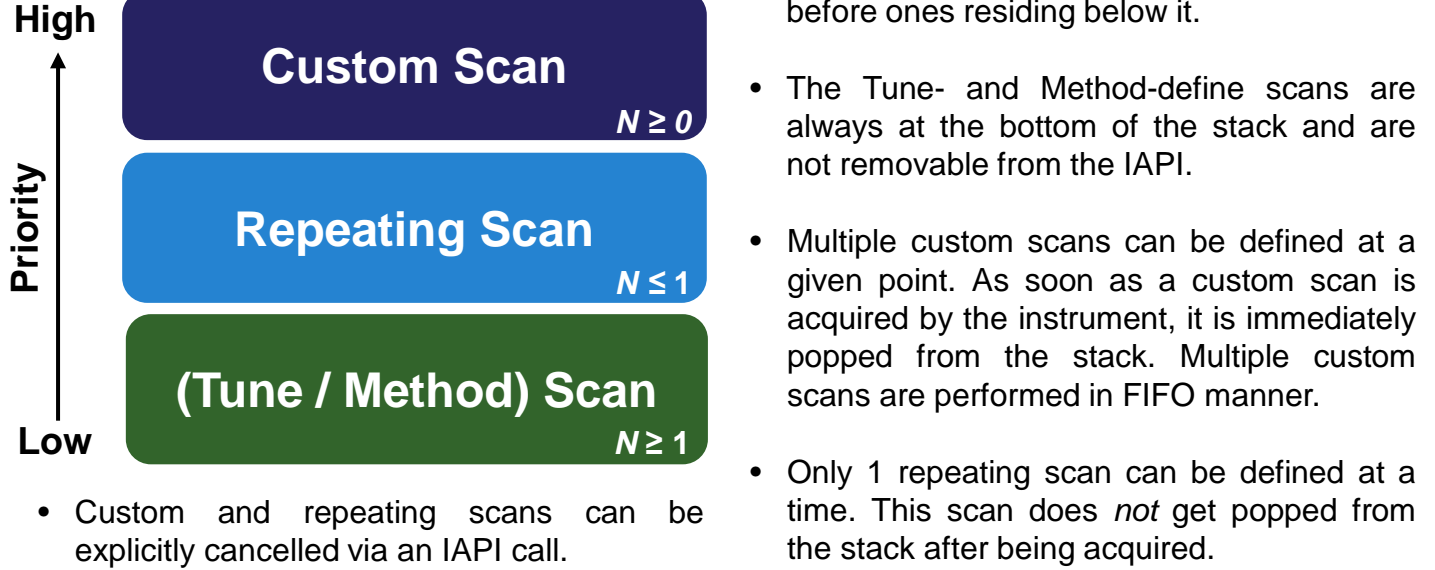 High
Priority
Low
Custom Scan
N ≥ 0
Repeating Scan
N ≤ 1
(Tune / Method) Scan
N ≥ 1
• Custom and repeating scans can be
explicitly cancelled via an IAPI call.
before ones residing below it.
• The Tune- and Method-define scans are
always at the bottom of the stack and are
not removable from the IAPI.
• Multiple custom scans can be defined at a
given point. As soon as a custom scan is
acquired by the instrument, it is immediately
popped from the stack. Multiple custom
scans are performed in FIFO manner.
• Only 1 repeating scan can be defined at a
time. This scan does not get popped from
the stack after being acquired.